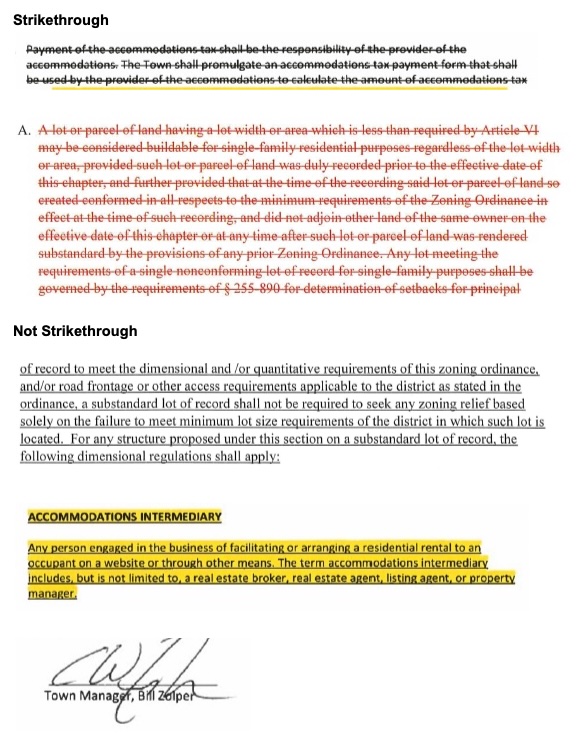 Strikethrough
Payment of the accommodations tax shall be the responsibility of the provider of the
accommodations. The Town shall promulgate an accommodations tax payment form that shall
be used by the provider of the accommodations to calculate the amount of accommodations tax
A. A lot or parcel of land having a lot width or area which is less than required by Article VI
may be considered buildable for single-family residential purposes regardless of the lot width
or area, provided such lot or parcel of land was duly recorded prior to the effective date of
this chapter, and further provided that at the time of the recording said lot or parcel of land so
created conformed in all respects to the minimum requirements of the Zoning Ordinance in
effect at the time of such recording, and did not adjoin other land of the same owner on the
effective date of this chapter or at any time after such lot or parcel of land was rendered
substandard by the provisions of any prior Zoning Ordinance. Any lot meeting the
requirements of a single nonconforming lot of record for single-family purposes shall be
governed by the requirements of § 255-890 for determination of setbacks for principal
Not Strikethrough
of record to meet the dimensional and /or quantitative requirements of this zoning ordinance,
and/or road frontage or other access requirements applicable to the district as stated in the
ordinance, a substandard lot of record shall not be required to seek any zoning relief based
solely on the failure to meet minimum lot size requirements of the district in which such lot is
located. For any structure proposed under this section on a substandard lot of record, the
following dimensional regulations shall apply:
ACCOMMODATIONS INTERMEDIARY
Any person engaged in the business of facilitating or arranging a residential rental to an
occupant on a website or through other means. The term accommodations intermediary
includes, but is not limited to, a real estate broker, real estate agent, listing agent, or property
manager.
Town Manager, Bill Zolper